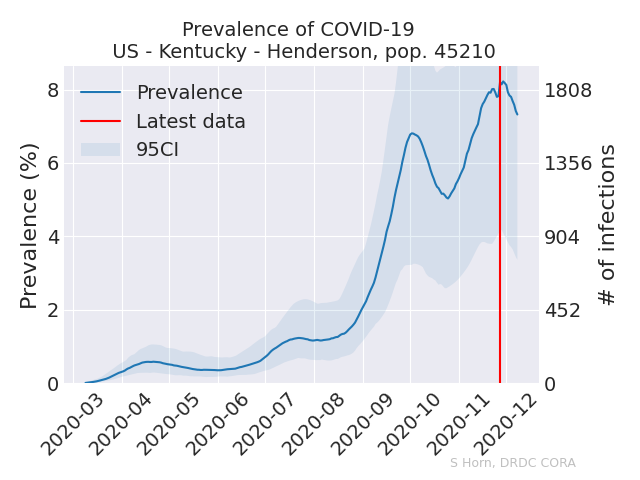 Prevalence of COVID-19
US - Kentucky - Henderson, pop. 45210
Prevalence
Latest data
95CI
Prevalence (%)
8
6
4
2
0
1808
1356
904
452
0
# of infections
2020-03
2020-04
2020-05
2020-06
2020-07
2020-08
2020-09
2020-10
2020-11
2020-12
S Horn, DRDC CORA